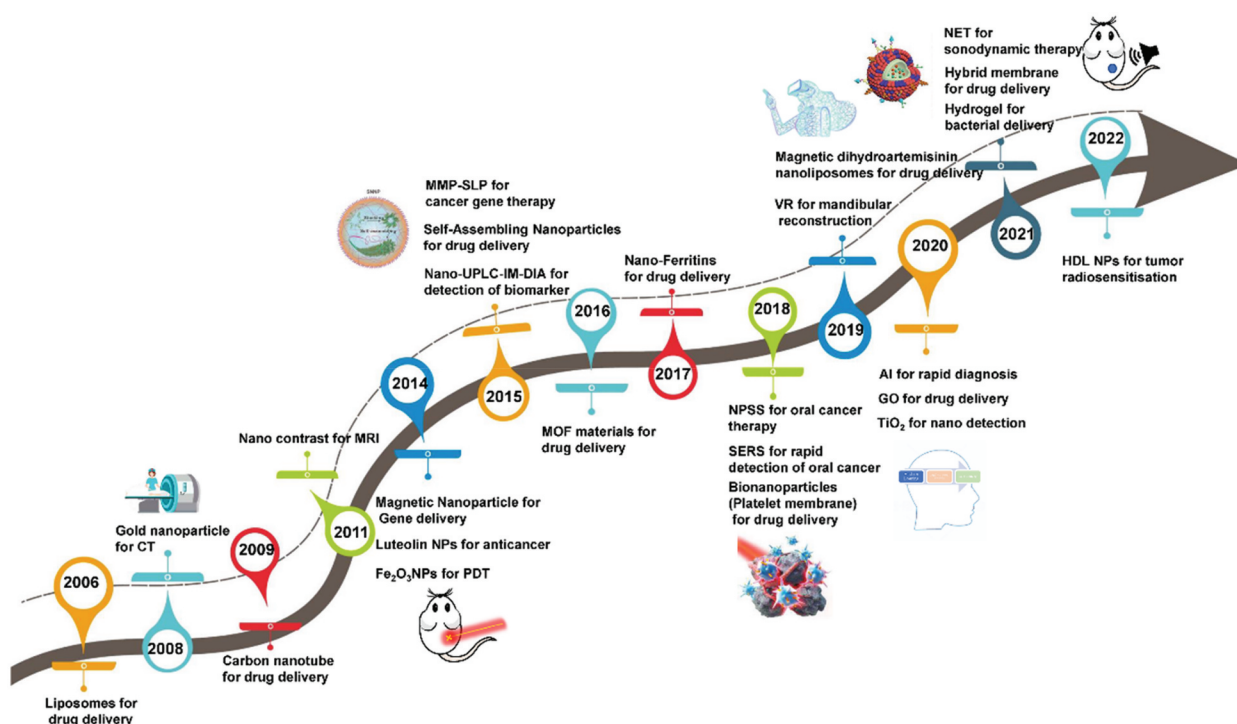 2006
Liposomes for
drug delivery
Gold nanoparticle
for CT
2008
2009
Carbon nanotube
for drug delivery
Nano contrast for MRI
2011
2014
Magnetic Nanoparticle for
Gene delivery
Luteolin NPs for anticancer
Fe₂O₃NPs for PDT
MMP-SLP for
cancer gene therapy
Self-Assembling Nanoparticles
for drug delivery
Nano-UPLC-IM-DIA for
detection of biomarker
2015
2016
MOF materials for
drug delivery
Nano-Ferritins
for drug delivery
2017
2018
NPSS for oral cancer
therapy
SERS for rapid
detection of oral cancer
Bionanoparticles
(Platelet membrane)
for drug delivery
Magnetic dihydroartemisinin
nanoliposomes for drug delivery
VR for mandibular
reconstruction
2019
2020
AI for rapid diagnosis
GO for drug delivery
TiO₂ for nano detection
NET for
sonodynamic therapy
Hybrid membrane
for drug delivery
Hydrogel for
bacterial delivery
2021
2022
HDL NPs for tumor
radiosensitisation